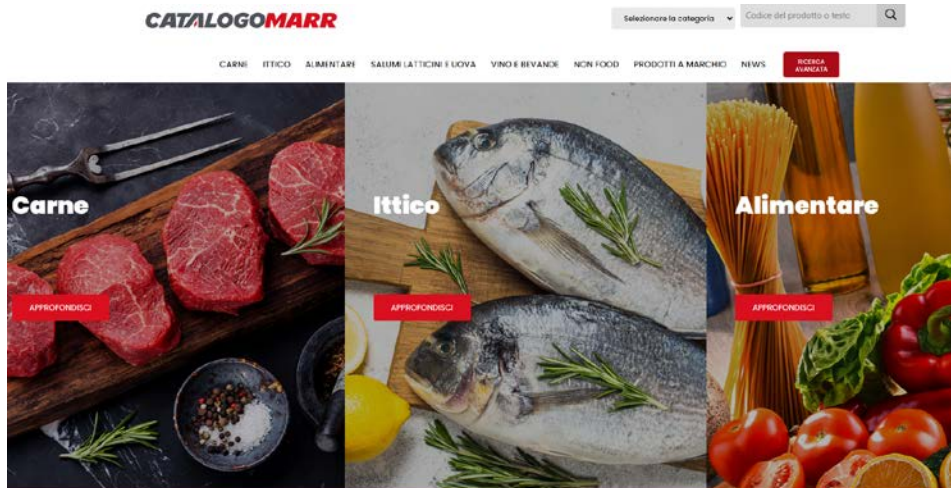 CATALOGOMARR
Selezionare la categoria
Codice del prodotto o testo
CARNE ITTICO ALIMENTARE SALUMI LATTICINI E UOVA VINO E BEVANDE NON FOOD PRODOTTI A MARCHIO NEWS
RICERCA
AVANZATA
Carne
Ittico
Alimentare
APPROFONDISCI
APPROFONDISCI
APPROFONDISCI